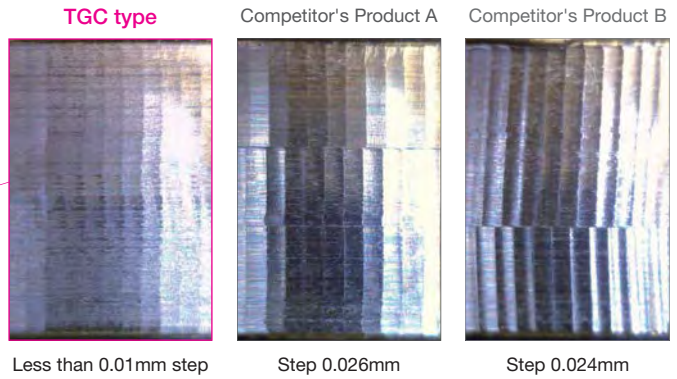 TGC type
Competitor's Product A
Competitor's Product B
Less than 0.01mm step
Step 0.026mm
Step 0.024mm